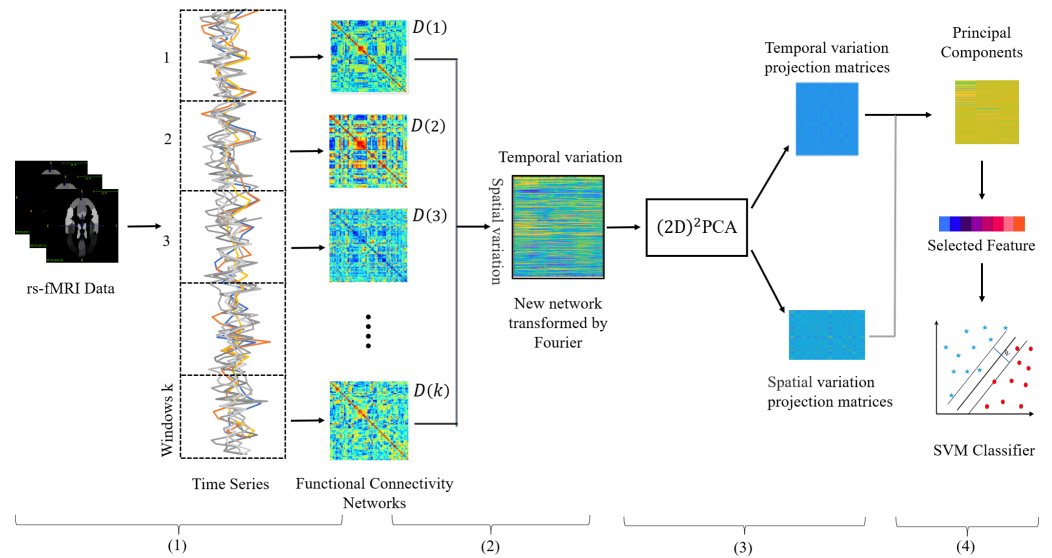 rs-fMRI Data
1
2
3
Windows k
Time Series
D(1)
D(2)
D(3)
D(k)
Functional Connectivity
Networks
Temporal variation
Spatial variation
New network
transformed by
Fourier
(2D)²PCA
Temporal variation
projection matrices
Spatial variation
projection matrices
Principal
Components
Selected Feature
SVM Classifier
(1)
(2)
(3)
(4)